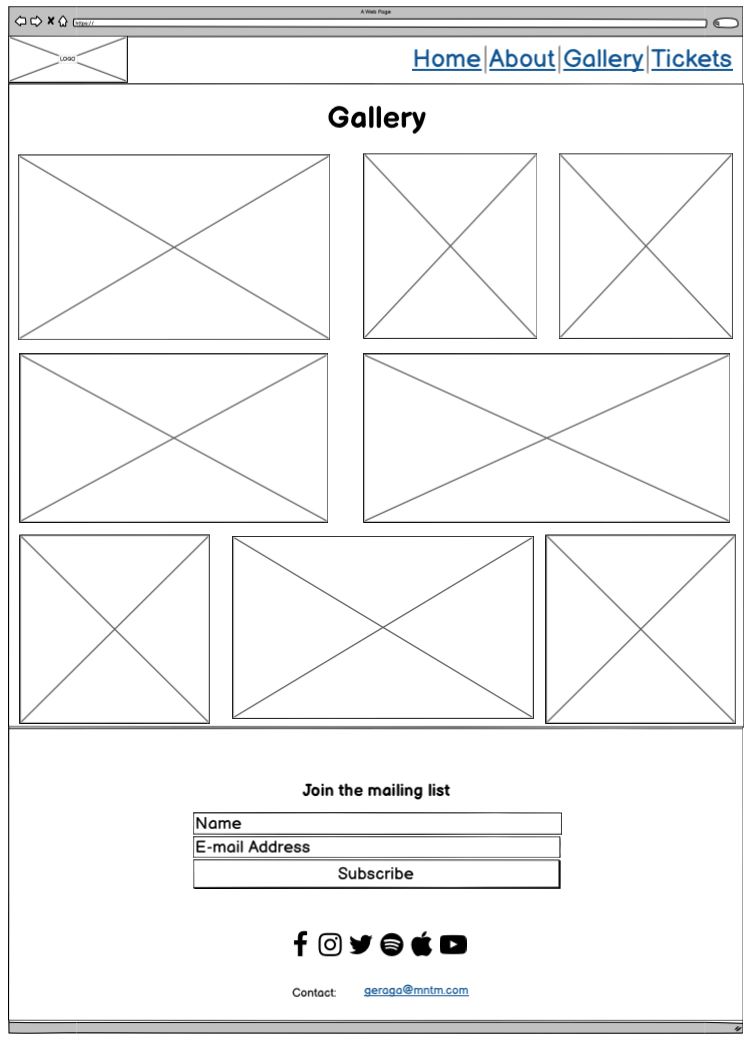 A Web Page
https://
LOGO
Home About Gallery Tickets
Gallery
Join the mailing list
Name
E-mail Address
Subscribe
Contact: geraga@mntm.com